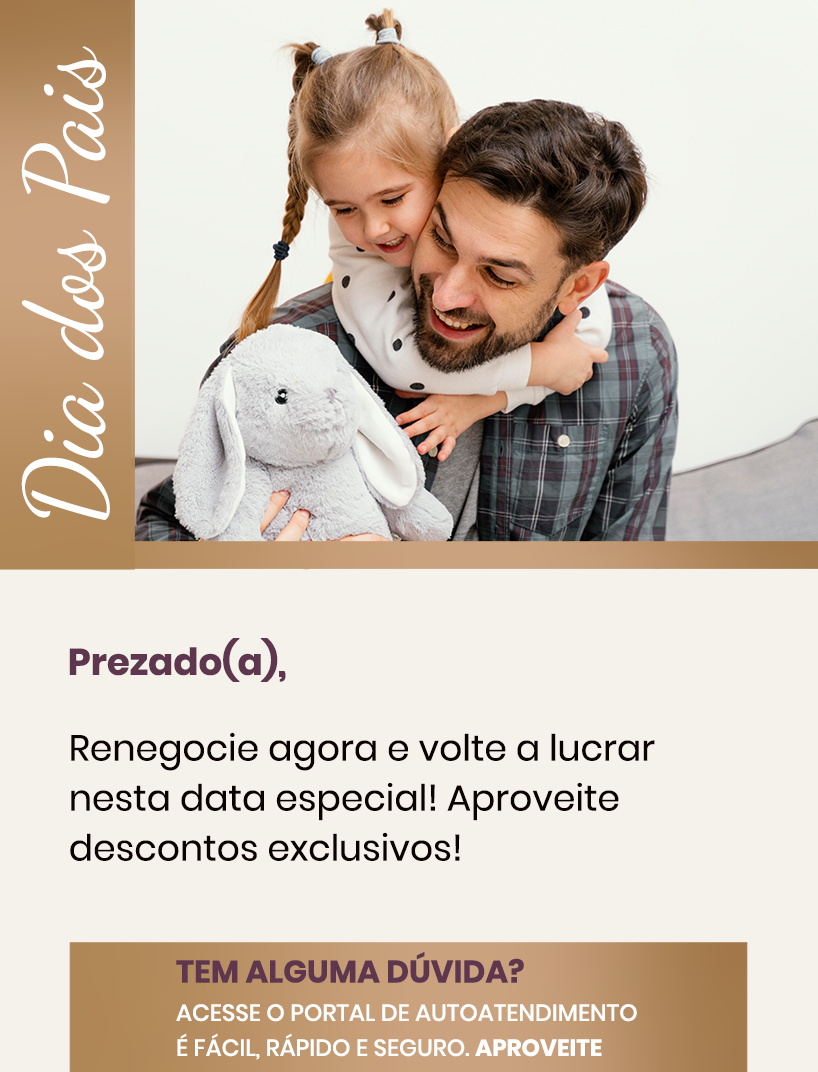 Dia dos Pais
Prezado(a),
Renegocie agora e volte a lucrar
nesta data especial! Aproveite
descontos exclusivos!
TEM ALGUMA DÚVIDA?
ACESSE O PORTAL DE AUTOATENDIMENTO
É FÁCIL, RÁPIDO E SEGURO. APROVEITE